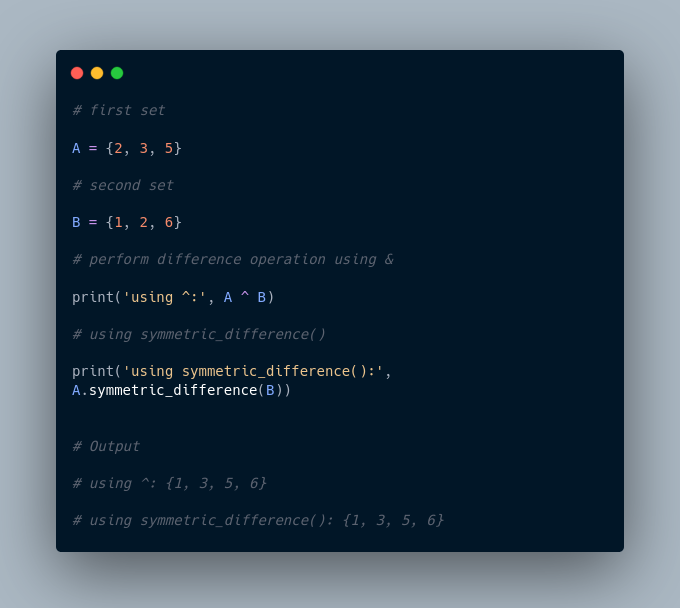 # first set
A = {2, 3, 5}
# second set
B = {1, 2, 6}
# perform difference operation using &
print('using ^:', A ^ B)
# using symmetric_difference()
print('using symmetric_difference():',
A.symmetric_difference(B))
# Output
# using ^: {1, 3, 5, 6}
# using symmetric_difference(): {1, 3, 5, 6}